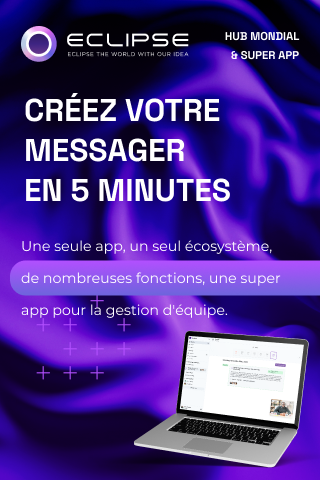 ECLIPSE
ECLIPSE THE WORLD WITH OUR IDEA
HUB MONDIAL
& SUPER APP
CRÉEZ VOTRE
MESSAGER
EN 5 MINUTES
Une seule app, un seul écosystème,
de nombreuses fonctions, une super
app pour la gestion d'équipe.